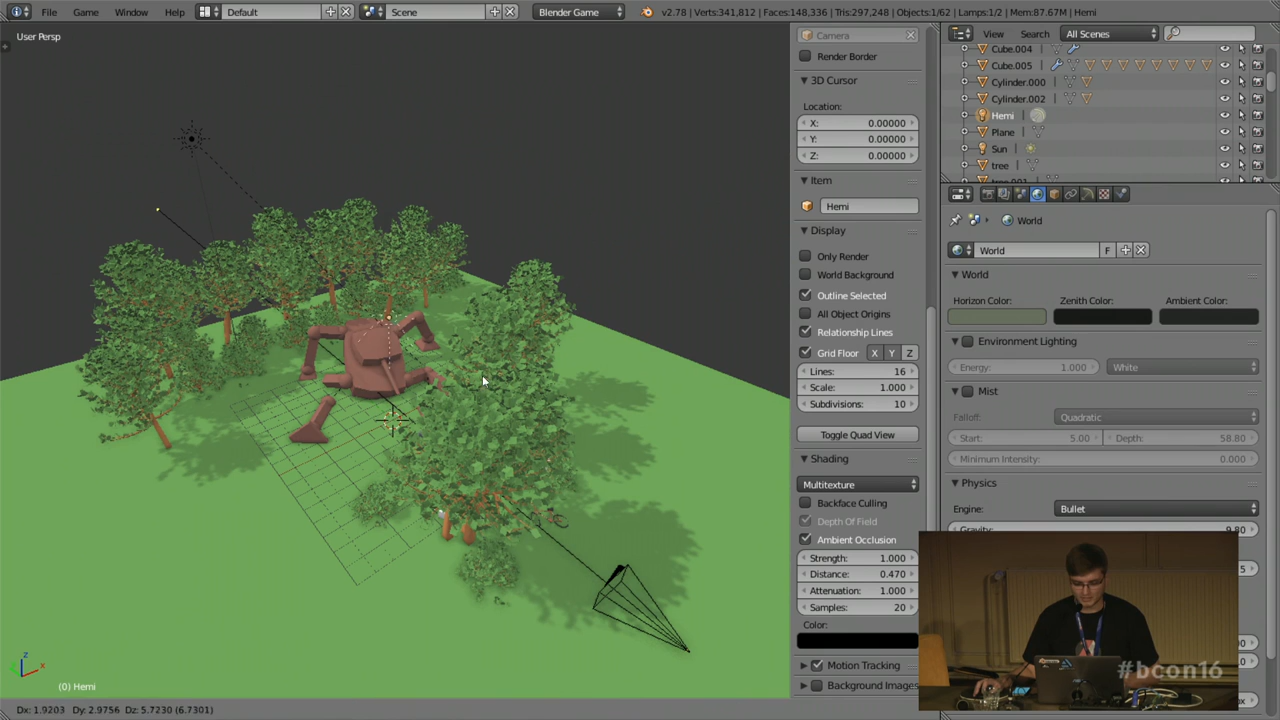 File Game Window Help Default Scene Blender Game v2.78 | Verts:341,812 | Faces:148,336 | Tris:297,248 | Objects:1/62 | Lamps:1/2 | Mem:87.67M | Hemi
User Persp
Camera
Render Border
3D Cursor
Location:
X: 0.00000
Y: 0.00000
Z: 0.00000
Item
Hemi
Display
Only Render
World Background
Outline Selected
All Object Origins
Relationship Lines
Grid Floor X Y Z
Lines: 16
Scale: 1.000
Subdivisions: 10
Toggle Quad View
Shading
Multitexture
Backface Culling
Depth Of Field
Ambient Occlusion
Strength: 1.000
Distance: 0.470
Attenuation: 1.000
Samples: 20
Color:
Motion Tracking
Background Images
View Search All Scenes
Cube.004
Cube.005
Cylinder.000
Cylinder.002
Hemi
Plane
Sun
tree
tree.001
World
World F
World
Horizon Color: Zenith Color: Ambient Color:
Environment Lighting
Energy: 1.000 White
Mist
Falloff: Quadratic
Start: 5.00 Depth: 58.80
Minimum Intensity: 0.000
Physics
Engine: Bullet
Gravity: 9.80
5
0
#bcon16
z
x
(0) Hemi
Dx: 1.9203 Dy: 2.9756 Dz: 5.7230 (6.7301)